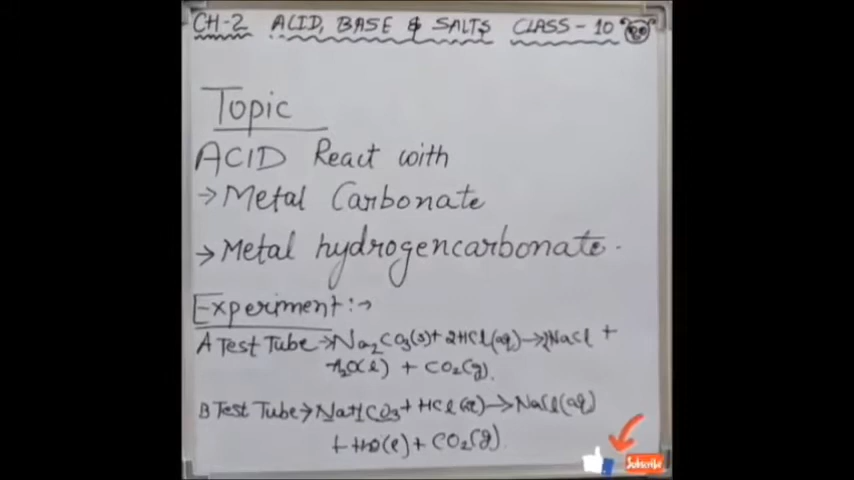 CH-2 ACID, BASE & SALTS CLASS-10
Topic
ACID React with
→ Metal Carbonate
→ Metal hydrogencarbonate.
Experiment:→
A Test Tube→Na₂CO₃(s)+2HCl(aq)→2NaCl +
H₂O(l) + CO₂(g).
B Test Tube→NaHCO₃+HCl(aq)→NaCl(aq)
+H₂O(l)+CO₂(g)
Subscribe